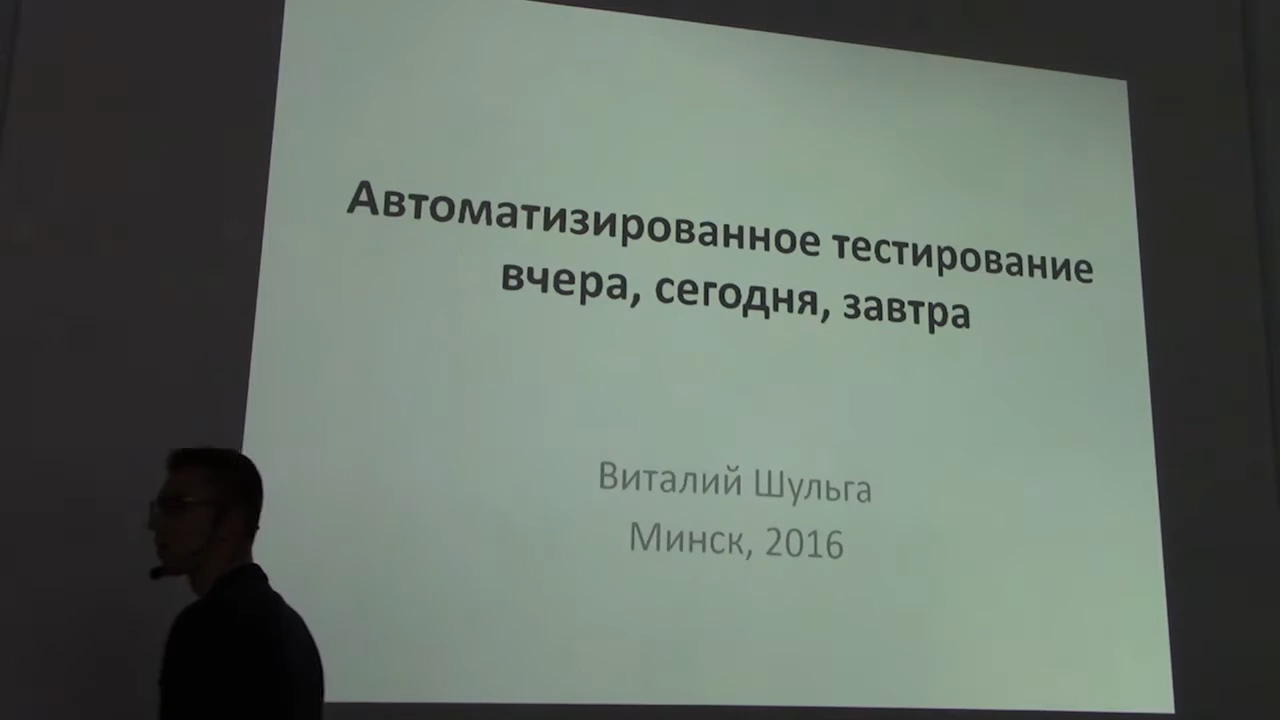 Автоматизированное тестирование
вчера, сегодня, завтра
Виталий Шульга
Минск, 2016